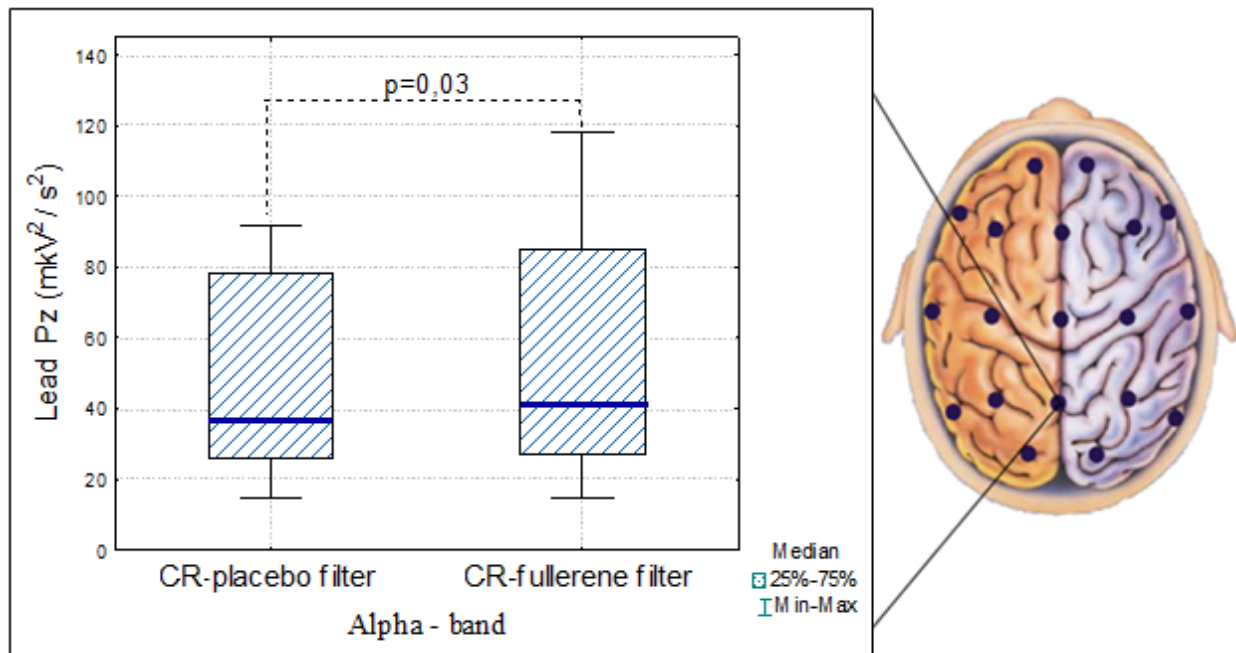 140
p=0,03
120
100
80
60
40
20
0
Lead Pz (mkV²/s²)
CR-placebo filter CR-fullerene filter
Alpha - band
Median
25%-75%
Min-Max